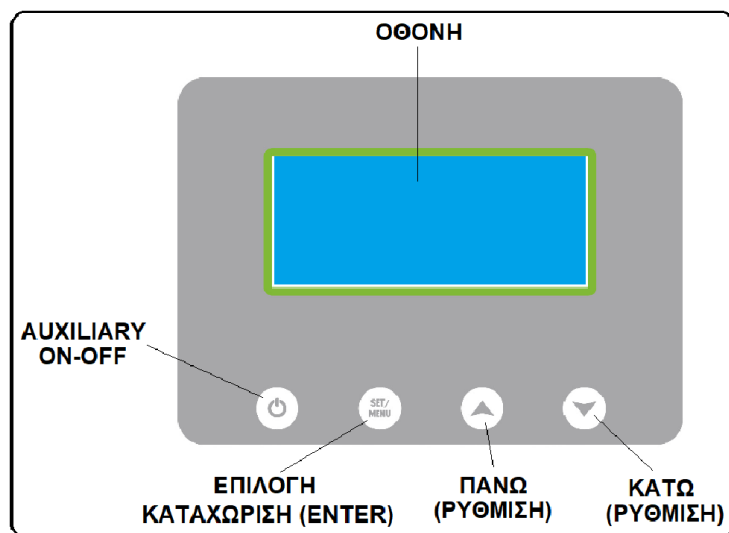 ΟΘΟΝΗ
AUXILIARY
ON-OFF
SET/
MENU
ΕΠΙΛΟΓΗ
ΚΑΤΑΧΩΡΙΣΗ (ENTER)
ΠΑΝΩ
(ΡΥΘΜΙΣΗ)
ΚΑΤΩ
(ΡΥΘΜΙΣΗ)